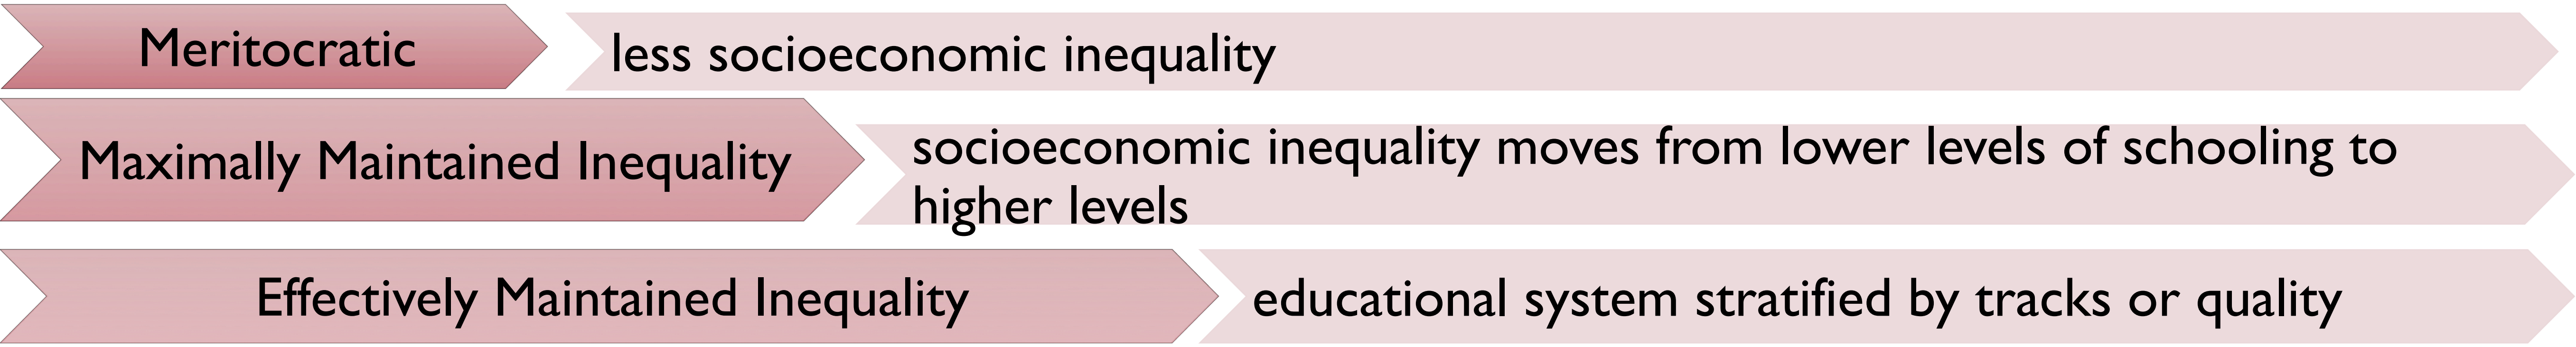 Meritocratic
less socioeconomic inequality
Maximally Maintained Inequality
socioeconomic inequality moves from lower levels of schooling to
higher levels
Effectively Maintained Inequality
educational system stratified by tracks or quality